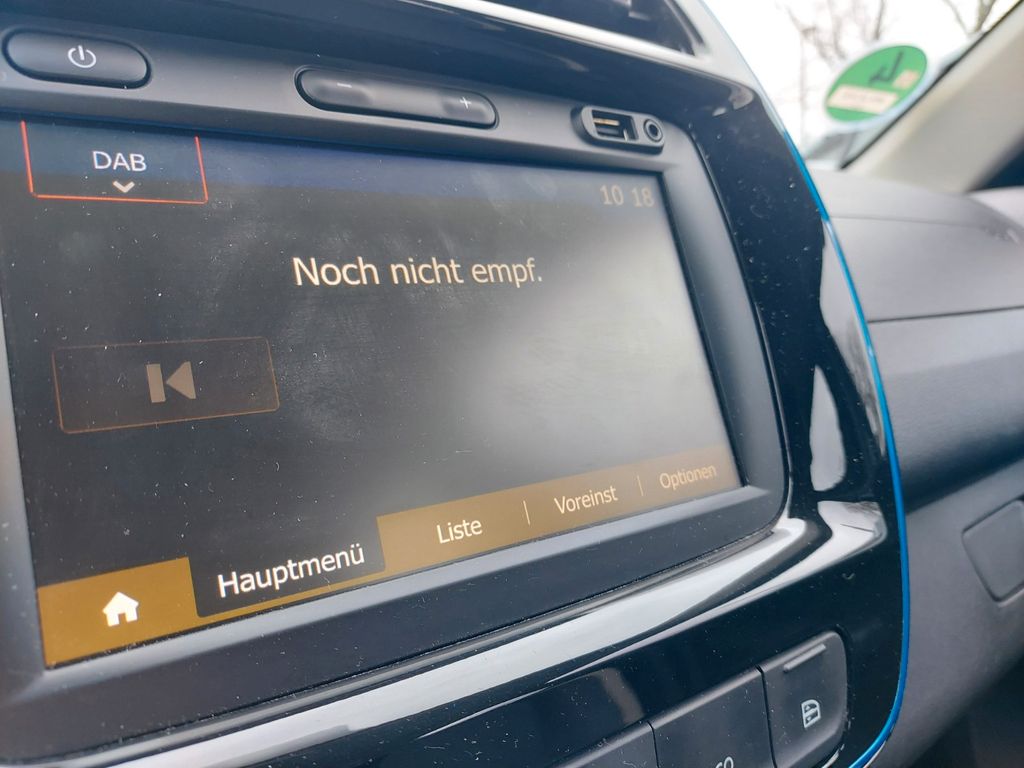 DAB
10 18
Noch nicht empf.
Hauptmenü
Liste
Voreinst
Optionen